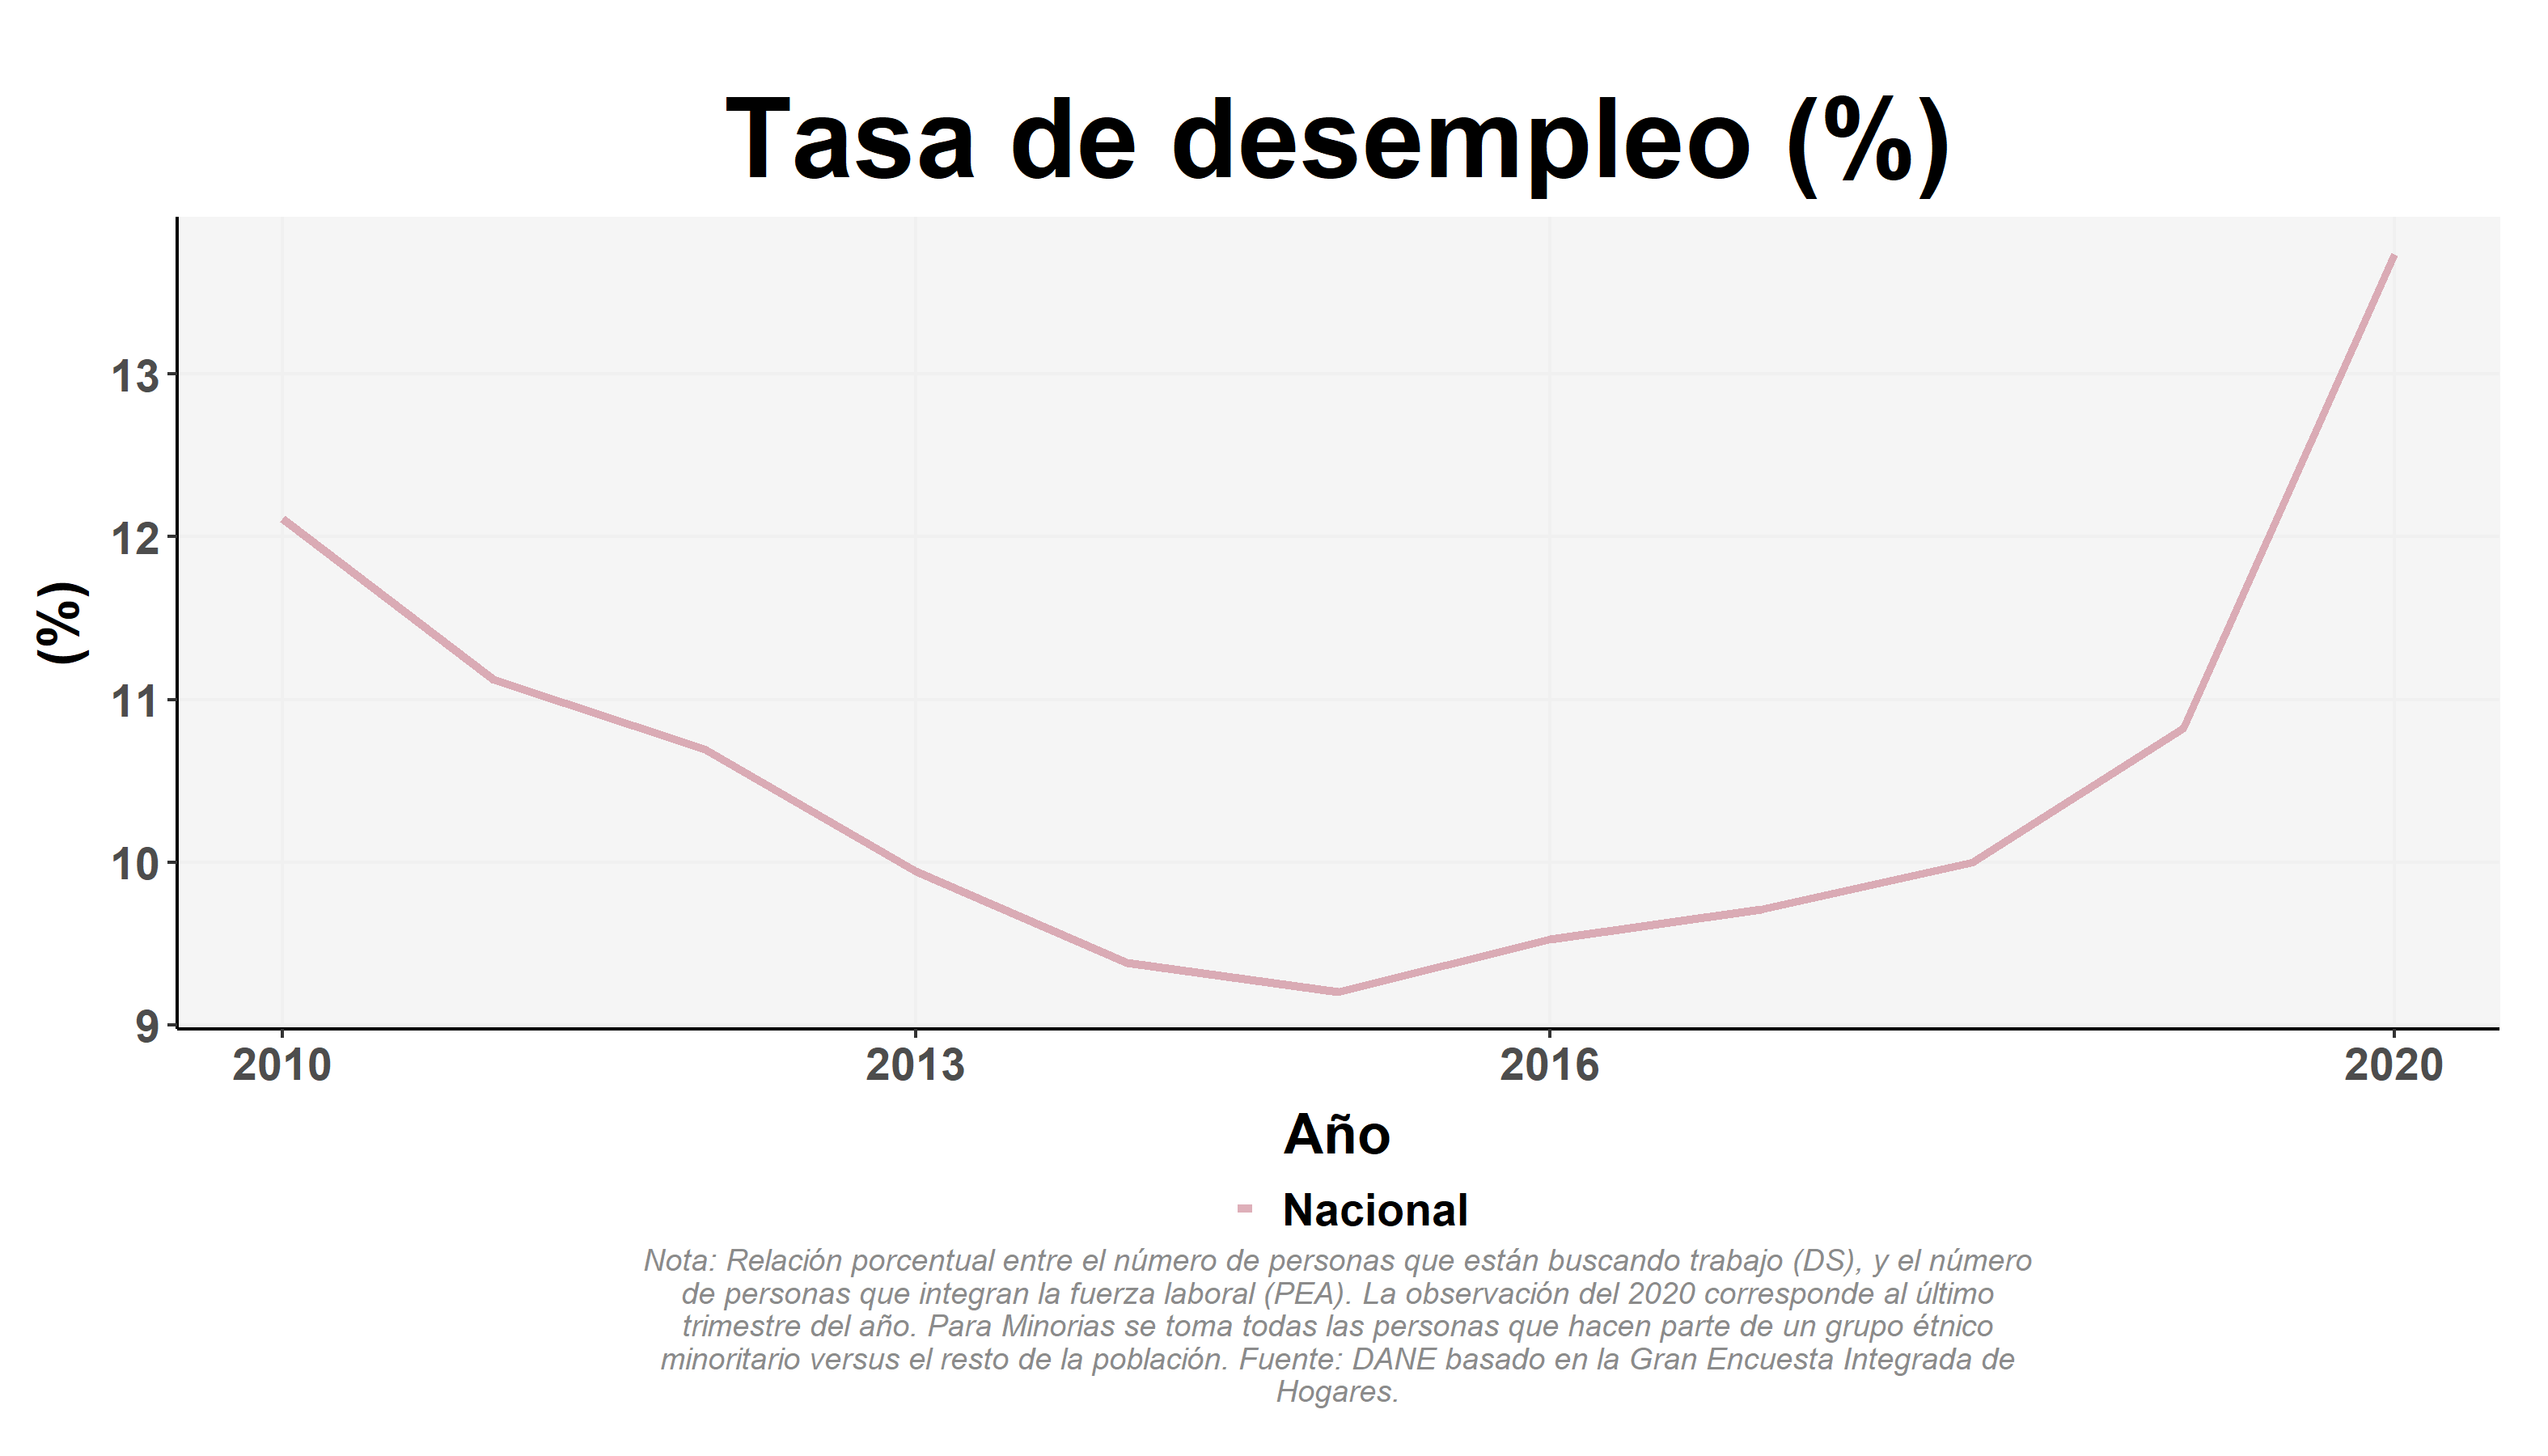 Tasa de desempleo (%)
(%)
13
12
11
10
9
2010 2013 2016 2020
Año
Nacional
Nota: Relación porcentual entre el número de personas que están buscando trabajo (DS), y el número
de personas que integran la fuerza laboral (PEA). La observación del 2020 corresponde al último
trimestre del año. Para Minorias se toma todas las personas que hacen parte de un grupo étnico
minoritario versus el resto de la población. Fuente: DANE basado en la Gran Encuesta Integrada de
Hogares.